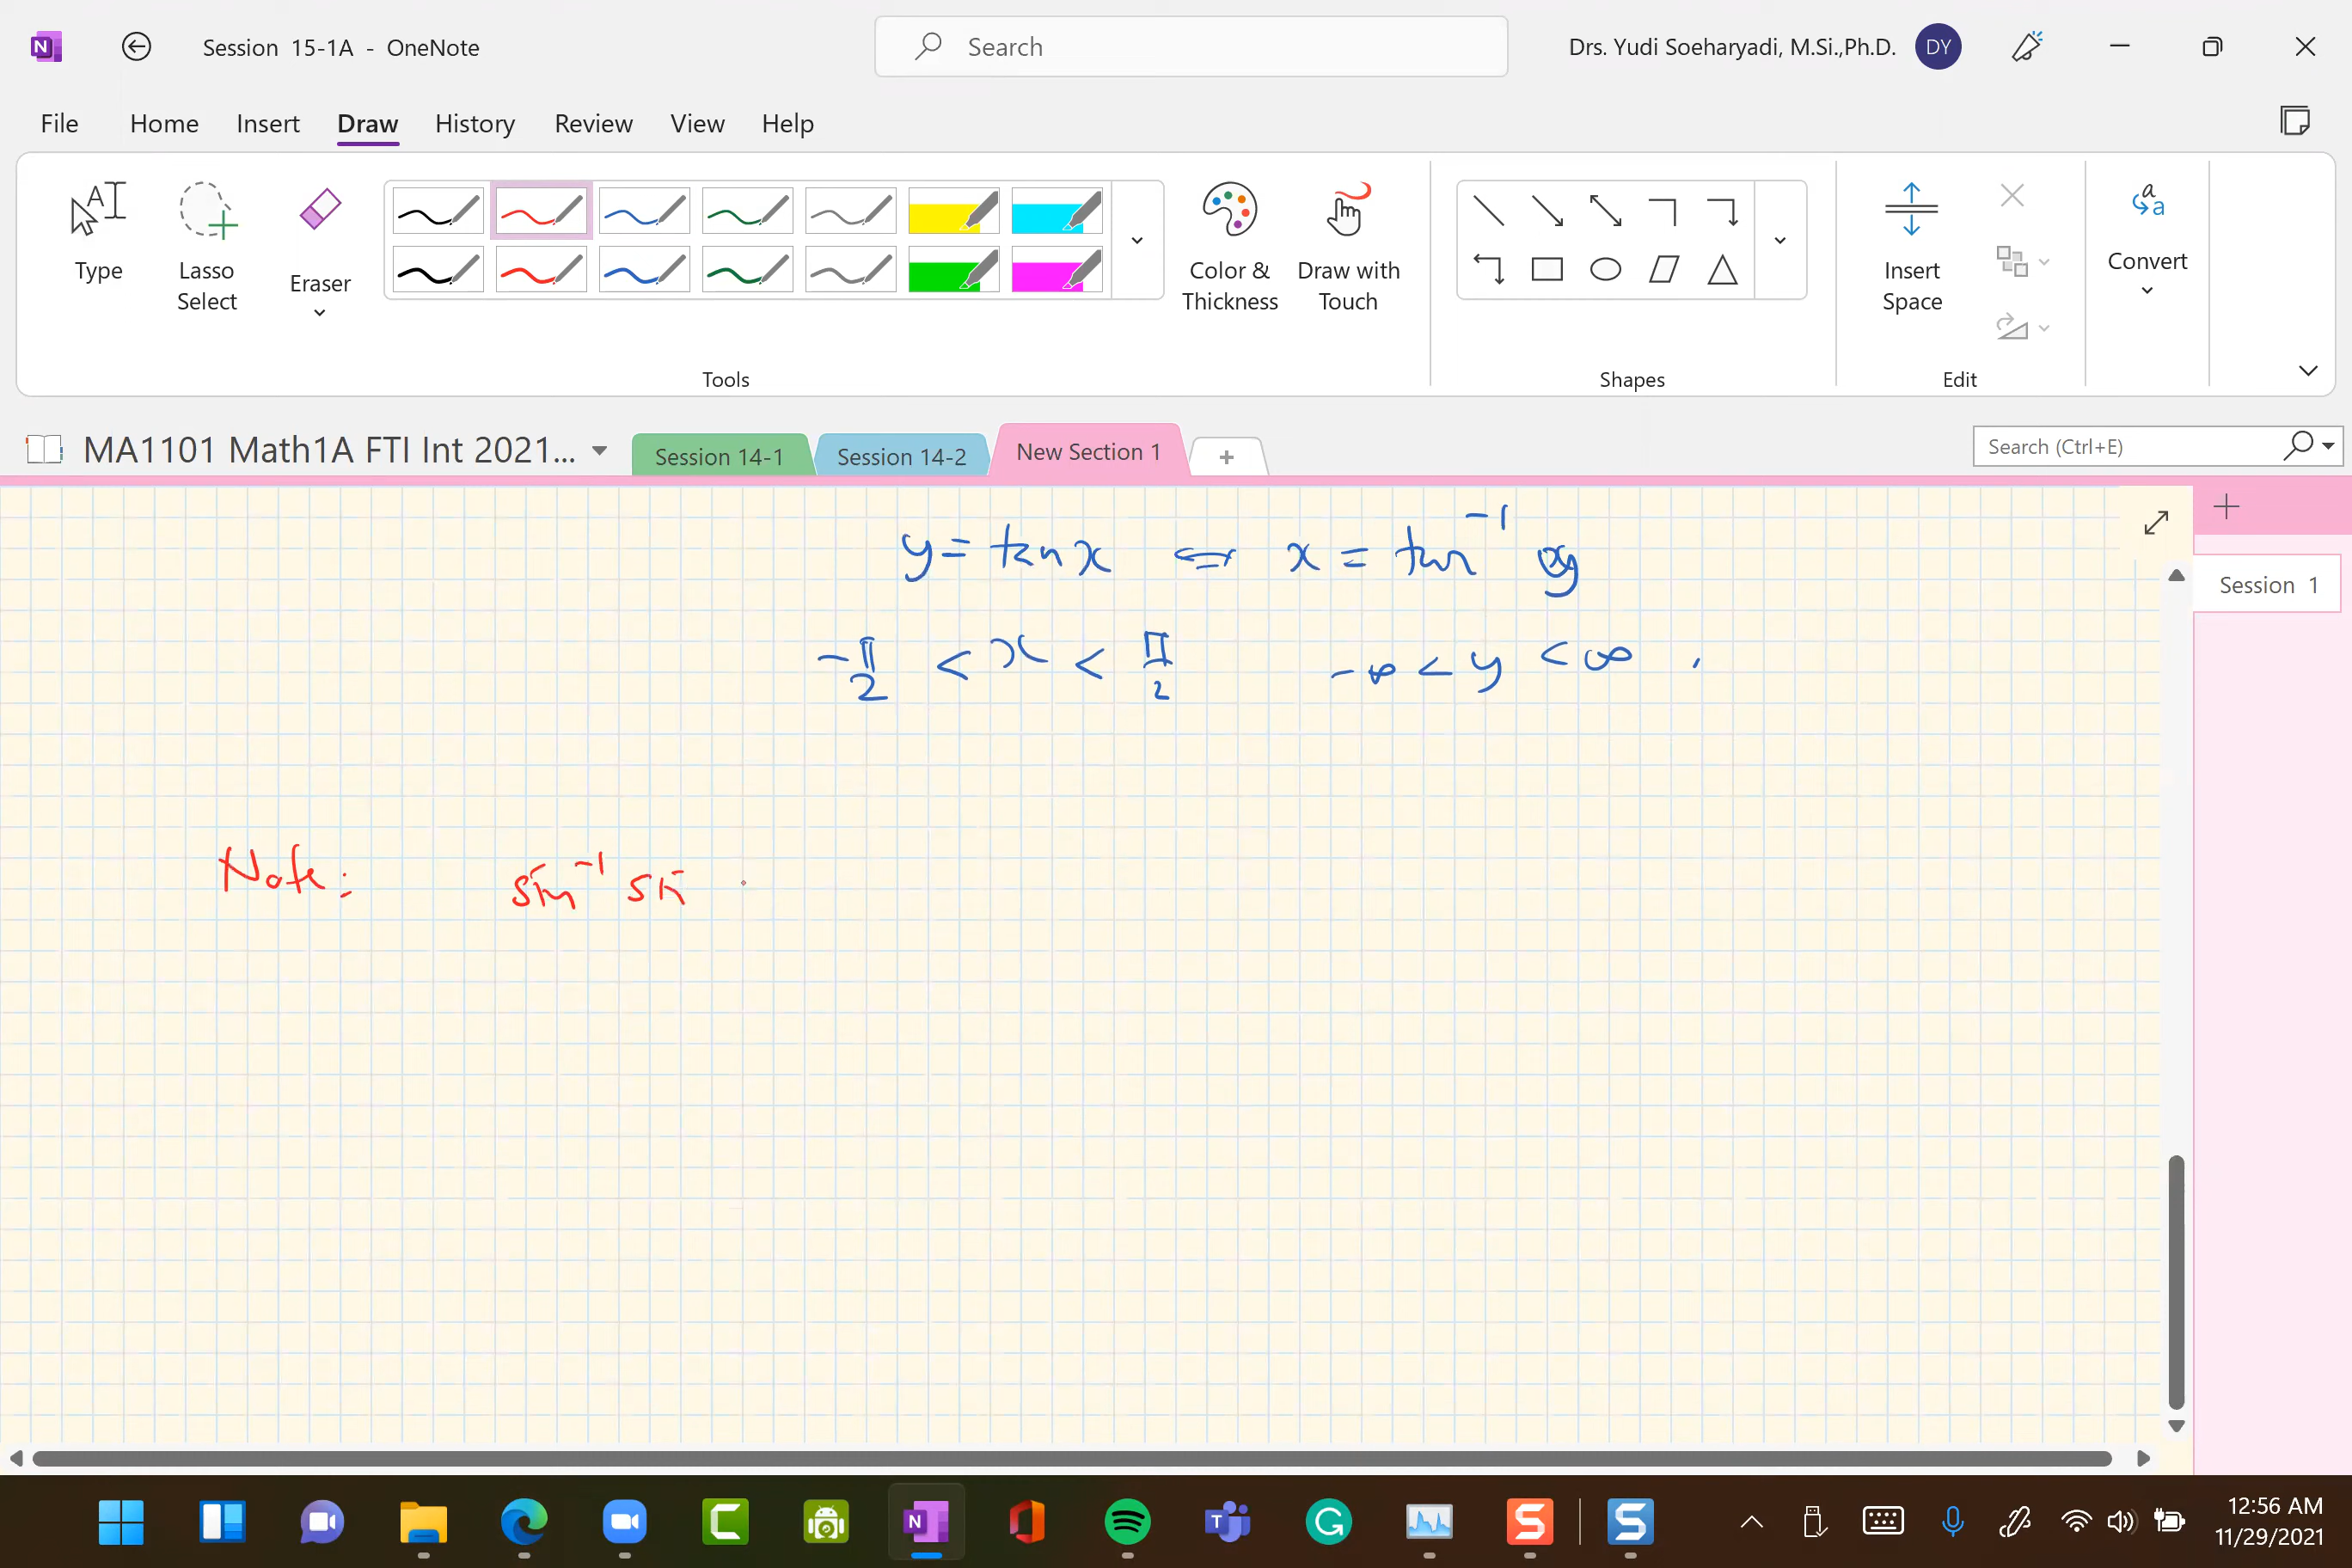 Session 15-1A - OneNote
Search
Drs. Yudi Soeharyadi, M.Si.,Ph.D.
DY
File Home Insert Draw History Review View Help
Type
Lasso Select
Eraser
Color & Thickness
Draw with Touch
Insert Space
Convert
Tools
Shapes
Edit
MA1101 Math1A FTI Int 2021...
Session 14-1
Session 14-2
New Section 1
Search (Ctrl+E)
Session 1
y = tan x ⇔ x = tan⁻¹ y
-π/2 < x < π/2 -∞ < y < ∞ .
Note: sin⁻¹ si
12:56 AM
11/29/2021